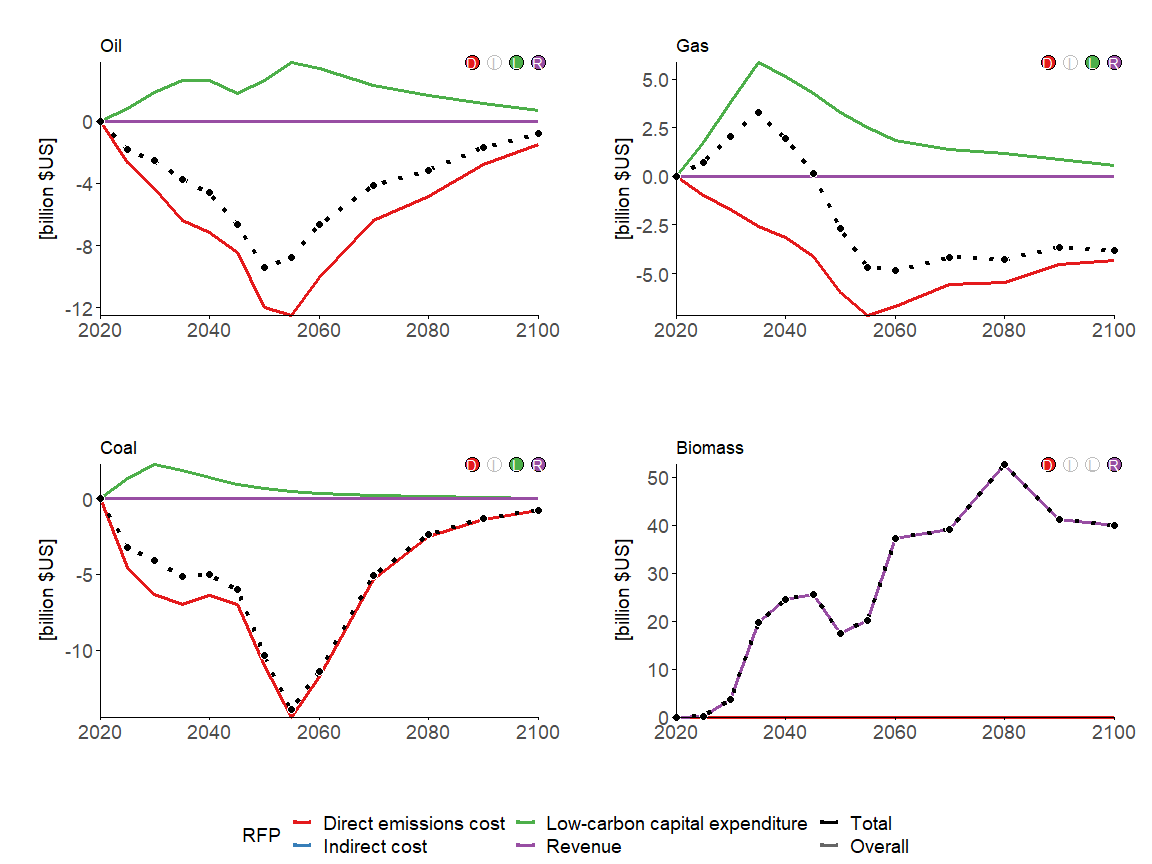 Oil
D I L R
[billion $US]
0
-4
-8
-12
2020 2040 2060 2080 2100
Gas
D I L R
[billion $US]
5.0
2.5
0.0
-2.5
-5.0
2020 2040 2060 2080 2100
Coal
D I L R
[billion $US]
0
-5
-10
2020 2040 2060 2080 2100
Biomass
D I L R
[billion $US]
50
40
30
20
10
0
2020 2040 2060 2080 2100
RFP
Direct emissions cost Low-carbon capital expenditure Total
Indirect cost Revenue Overall